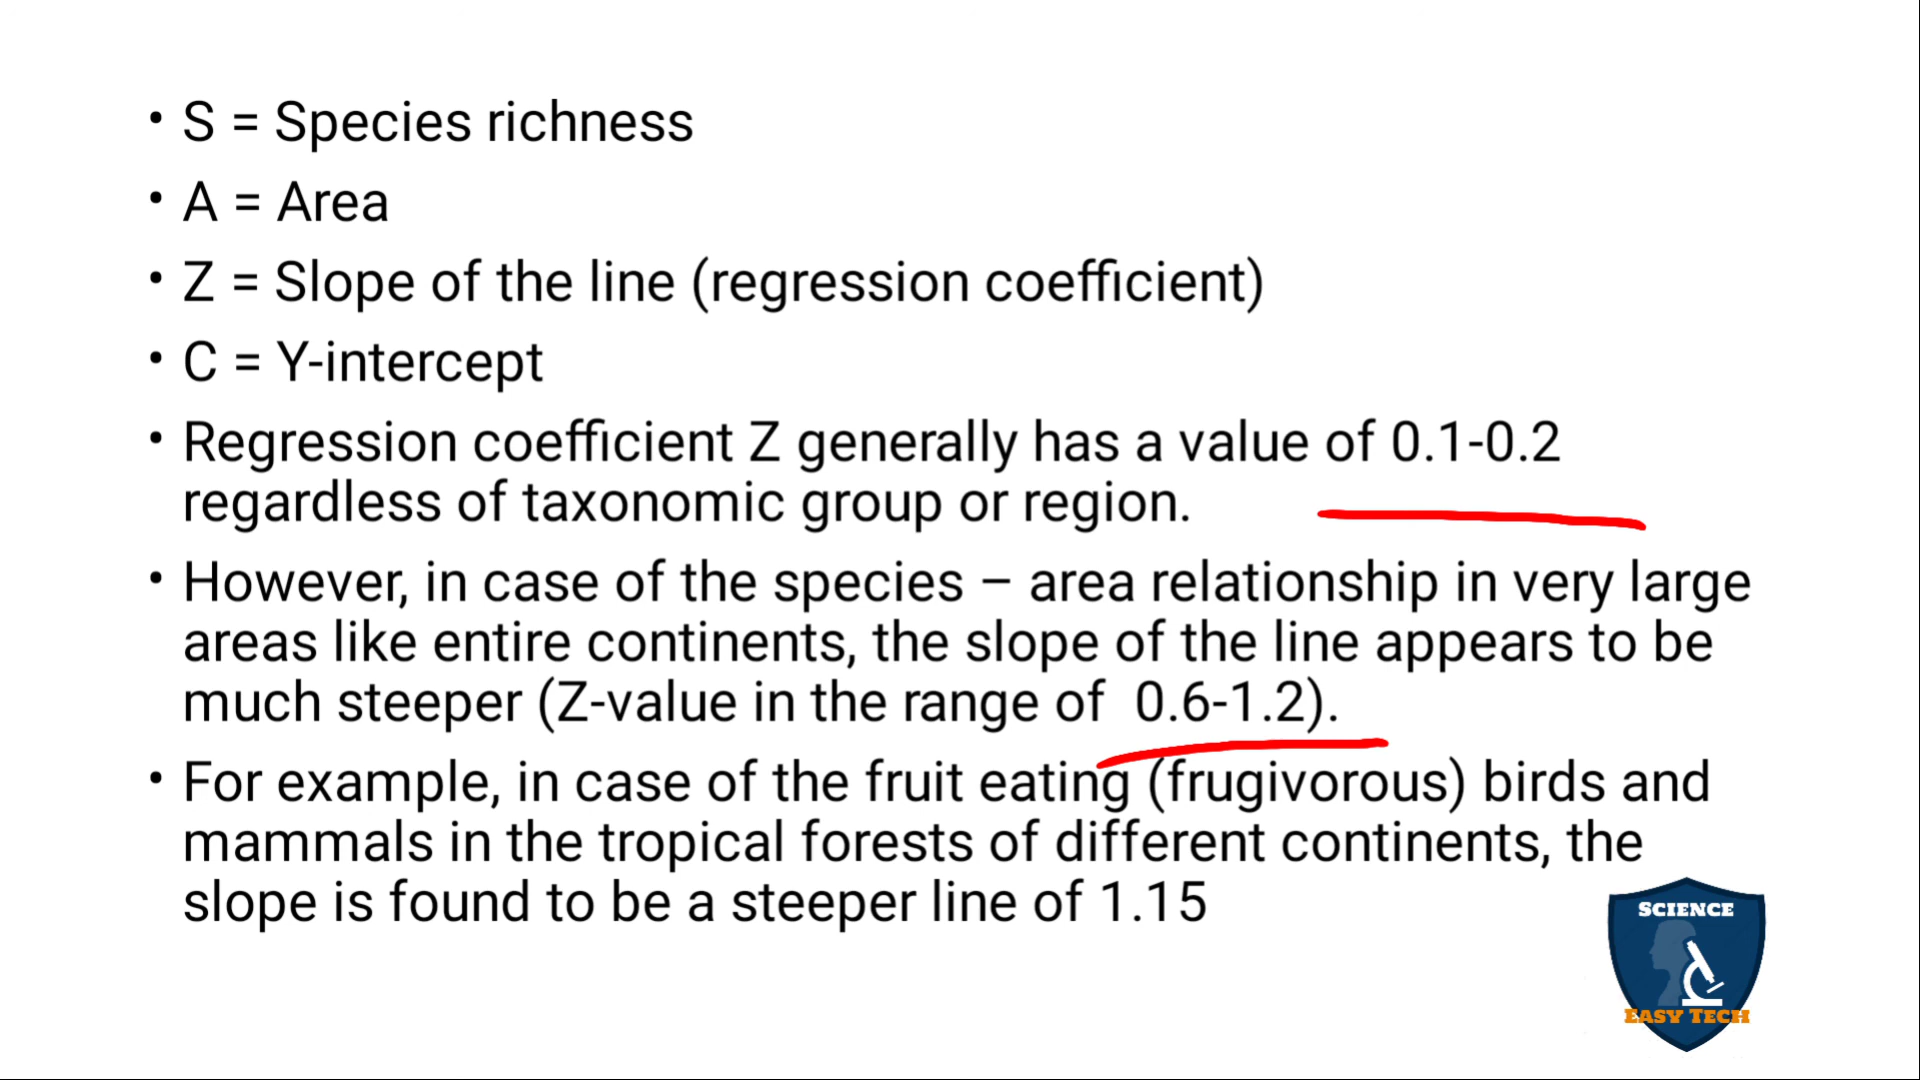 • S = Species richness
• A = Area
• Z = Slope of the line (regression coefficient)
• C = Y-intercept
• Regression coefficient Z generally has a value of 0.1-0.2
regardless of taxonomic group or region.
• However, in case of the species – area relationship in very large
areas like entire continents, the slope of the line appears to be
much steeper (Z-value in the range of  0.6-1.2).
• For example, in case of the fruit eating (frugivorous) birds and
mammals in the tropical forests of different continents, the
slope is found to be a steeper line of 1.15
SCIENCE
EASY TECH